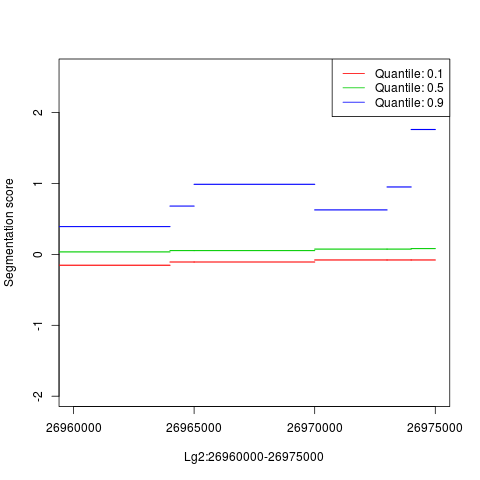 Quantile: 0.1
Quantile: 0.5
Quantile: 0.9
Segmentation score
2
1
0
-1
-2
26960000 26965000 26970000 26975000
Lg2:26960000-26975000